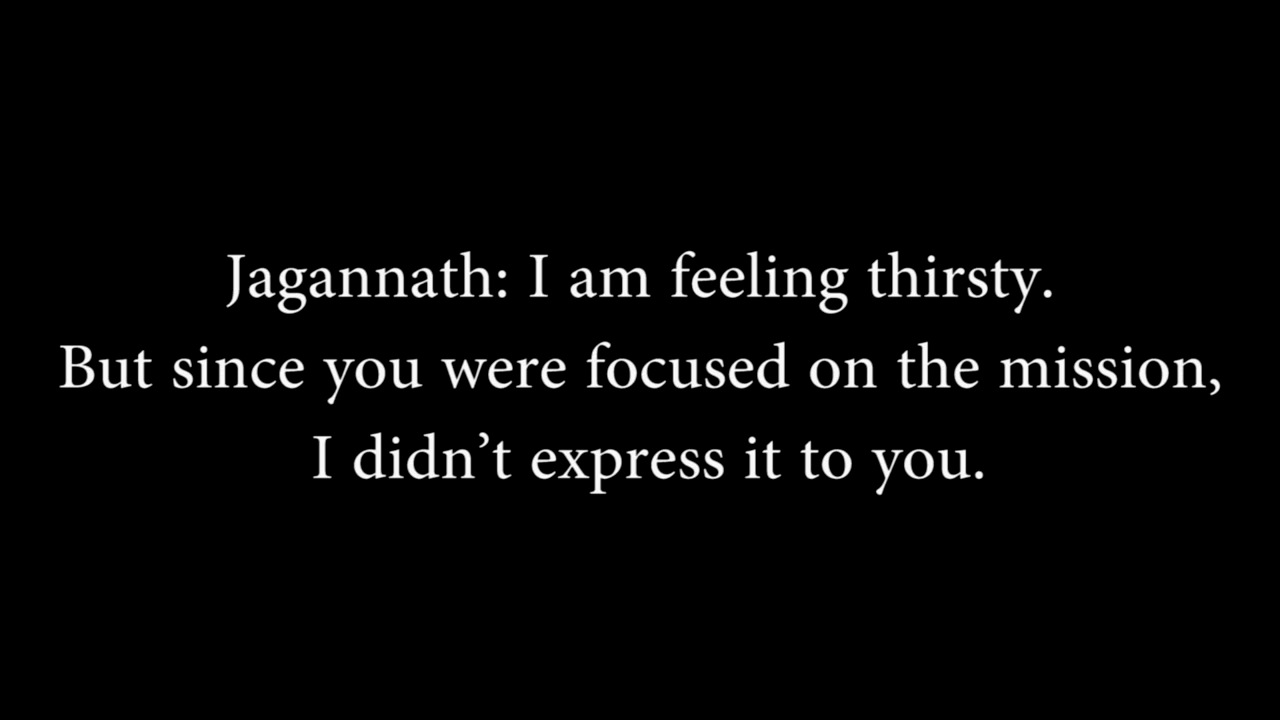 Jagannath: I am feeling thirsty.
But since you were focused on the mission,
I didn’t express it to you.